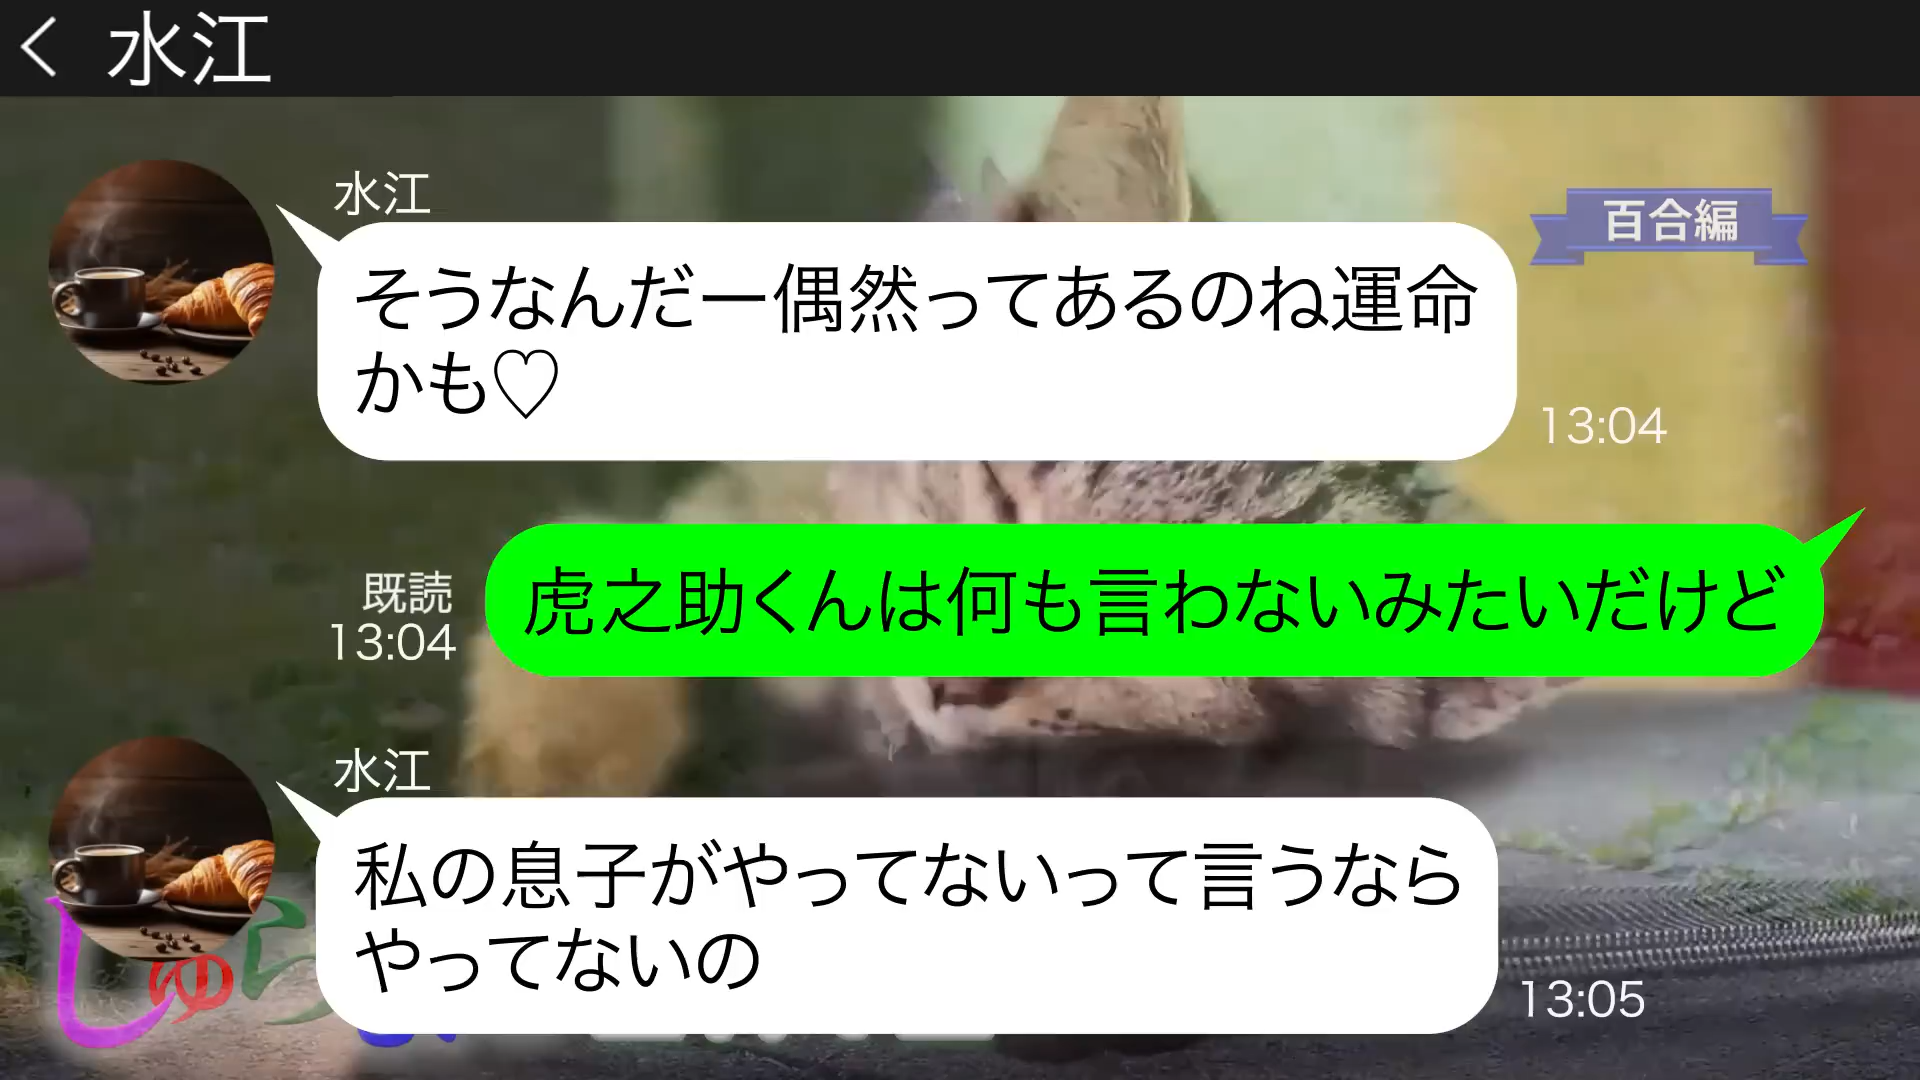 水江
水江
百合編
そうなんだー偶然ってあるのね運命
かも♡
13:04
虎之助くんは何も言わないみたいだけど
既読
13:04
水江
私の息子がやってないって言うなら
やってないの
13:05
しゅら